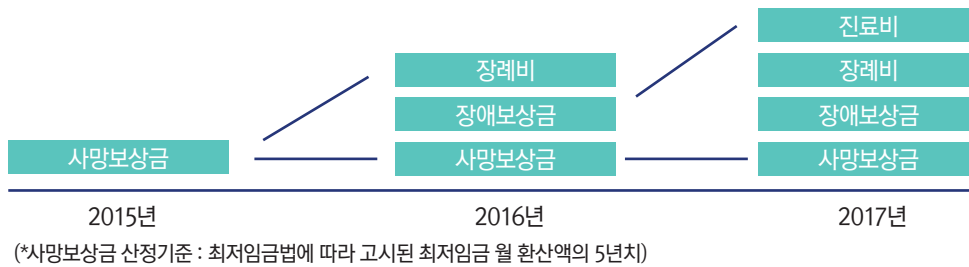 진료비
장례비
장례비
장애보상금
장애보상금
사망보상금
사망보상금
사망보상금
2015년
2016년
2017년
(*사망보상금 산정기준 : 최저임금법에 따라 고시된 최저임금 월 환산액의 5년치)